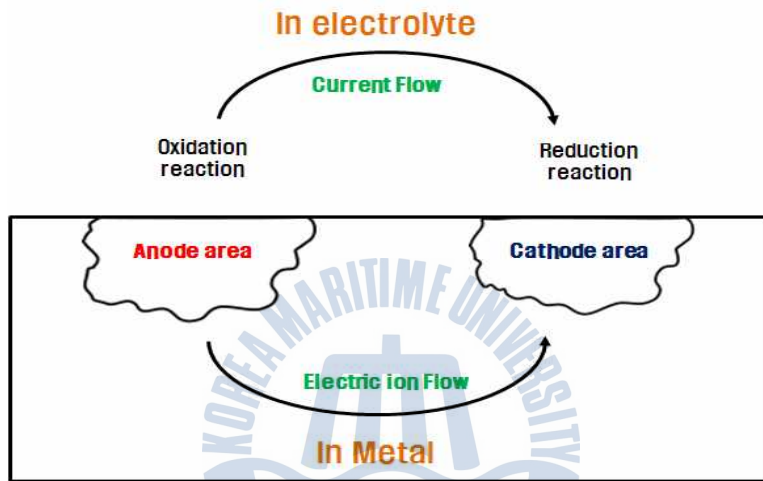 In electrolyte
Current Flow
Oxidation
reaction
Reduction
reaction
Anode area
Cathode area
KOREA MARITIME UNIVERSITY
Electric ion Flow
In Metal